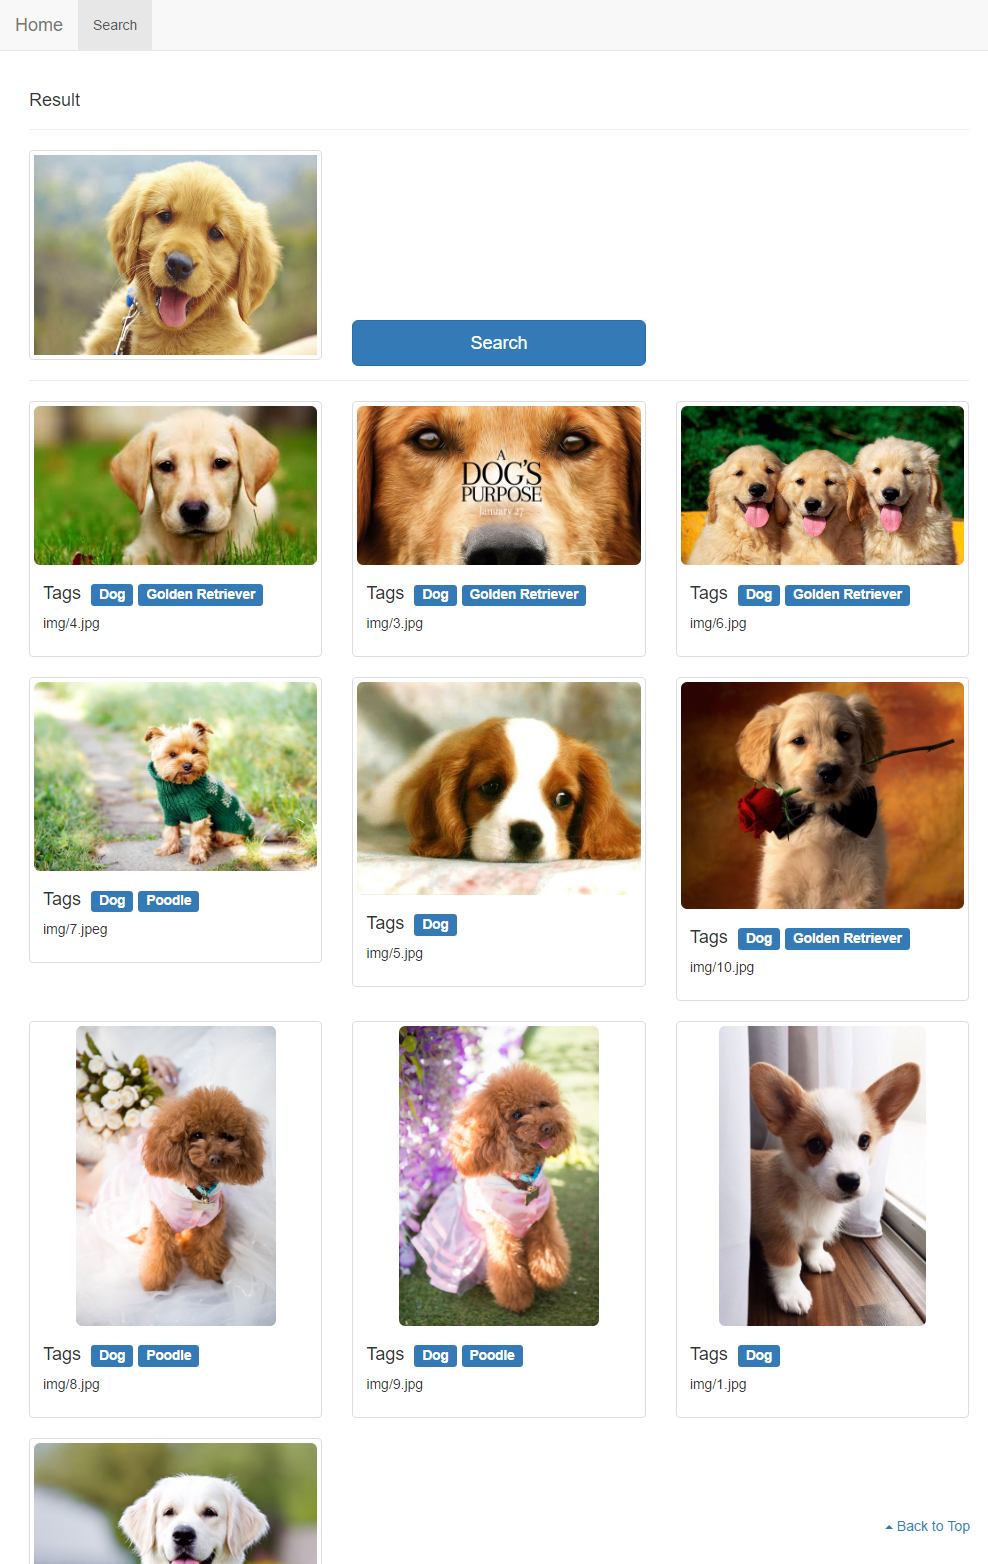 Home Search
Result
Search
A
DOG'S
PURPOSE
January 27
Tags Dog Golden Retriever
img/4.jpg
Tags Dog Golden Retriever
img/3.jpg
Tags Dog Golden Retriever
img/6.jpg
Tags Dog Poodle
img/7.jpeg
Tags Dog
img/5.jpg
Tags Dog Golden Retriever
img/10.jpg
Tags Dog Poodle
img/8.jpg
Tags Dog Poodle
img/9.jpg
Tags Dog
img/1.jpg
Back to Top